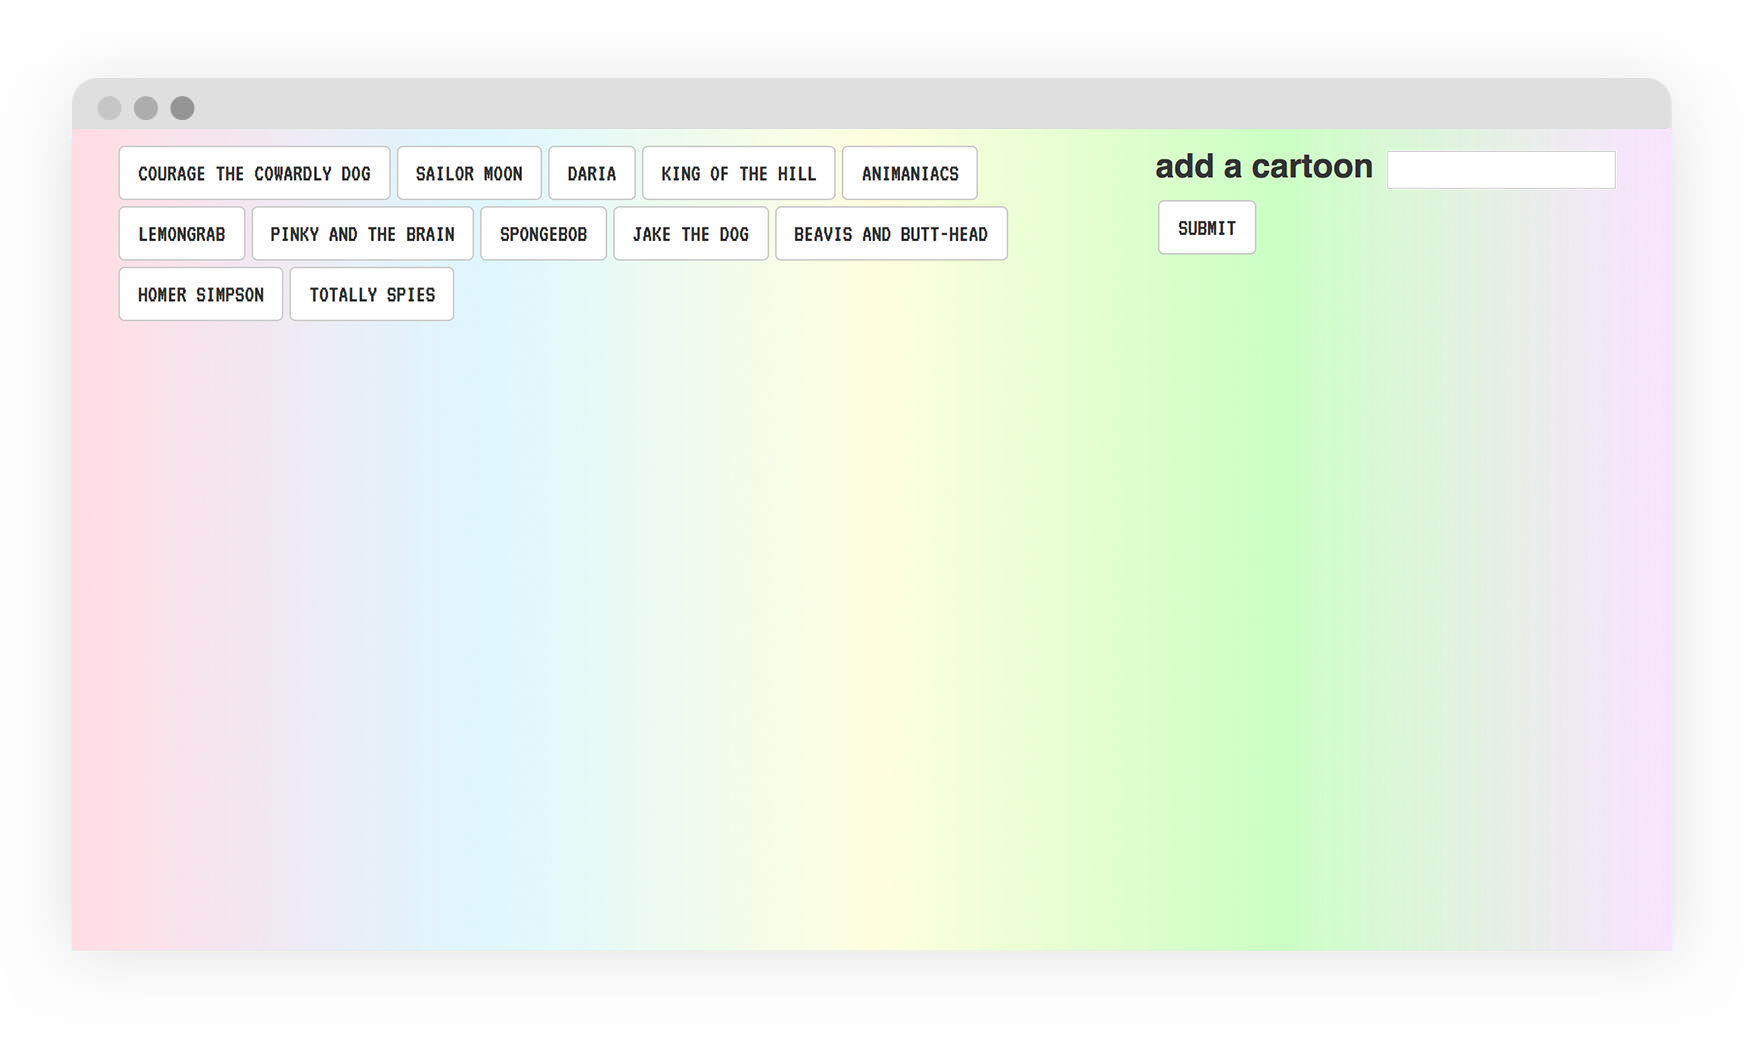 COURAGE THE COWARDLY DOG SAILOR MOON DARIA KING OF THE HILL ANIMANIACS
LEMONGRAB PINKY AND THE BRAIN SPONGEBOB JAKE THE DOG BEAVIS AND BUTT-HEAD
HOMER SIMPSON TOTALLY SPIES
add a cartoon
SUBMIT